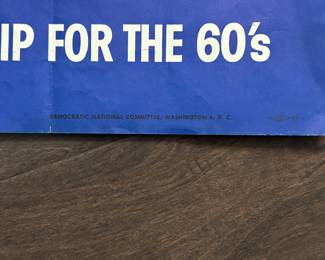 IP FOR THE 60's
DEMOCRATIC NATIONAL COMMITTEE, WASHINGTON 6, D. C.